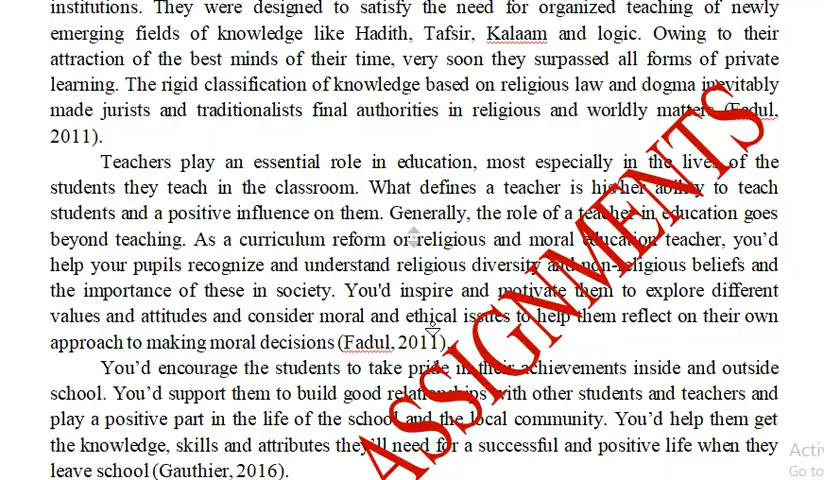 institutions. They were designed to satisfy the need for organized teaching of newly
emerging fields of knowledge like Hadith, Tafsir, Kalaam and logic. Owing to their
attraction of the best minds of their time, very soon they surpassed all forms of private
learning. The rigid classification of knowledge based on religious law and dogma inevitably
made jurists and traditionalists final authorities in religious and worldly matters (Fadul,
2011).
Teachers play an essential role in education, most especially in the lives of the
students they teach in the classroom. What defines a teacher is his/her ability to teach
students and a positive influence on them. Generally, the role of a teacher in education goes
beyond teaching. As a curriculum reform or religious and moral education teacher, you'd
help your pupils recognize and understand religious diversity and non-religious beliefs and
the importance of these in society. You'd inspire and motivate them to explore different
values and attitudes and consider moral and ethical issues to help them reflect on their own
approach to making moral decisions (Fadul, 2011).
You'd encourage the students to take pride in their achievements inside and outside
school. You'd support them to build good relationships with other students and teachers and
play a positive part in the life of the school and the local community. You'd help them get
the knowledge, skills and attributes they'll need for a successful and positive life when they
leave school (Gauthier, 2016).
ASSIGNMENTS
Activ
Go to